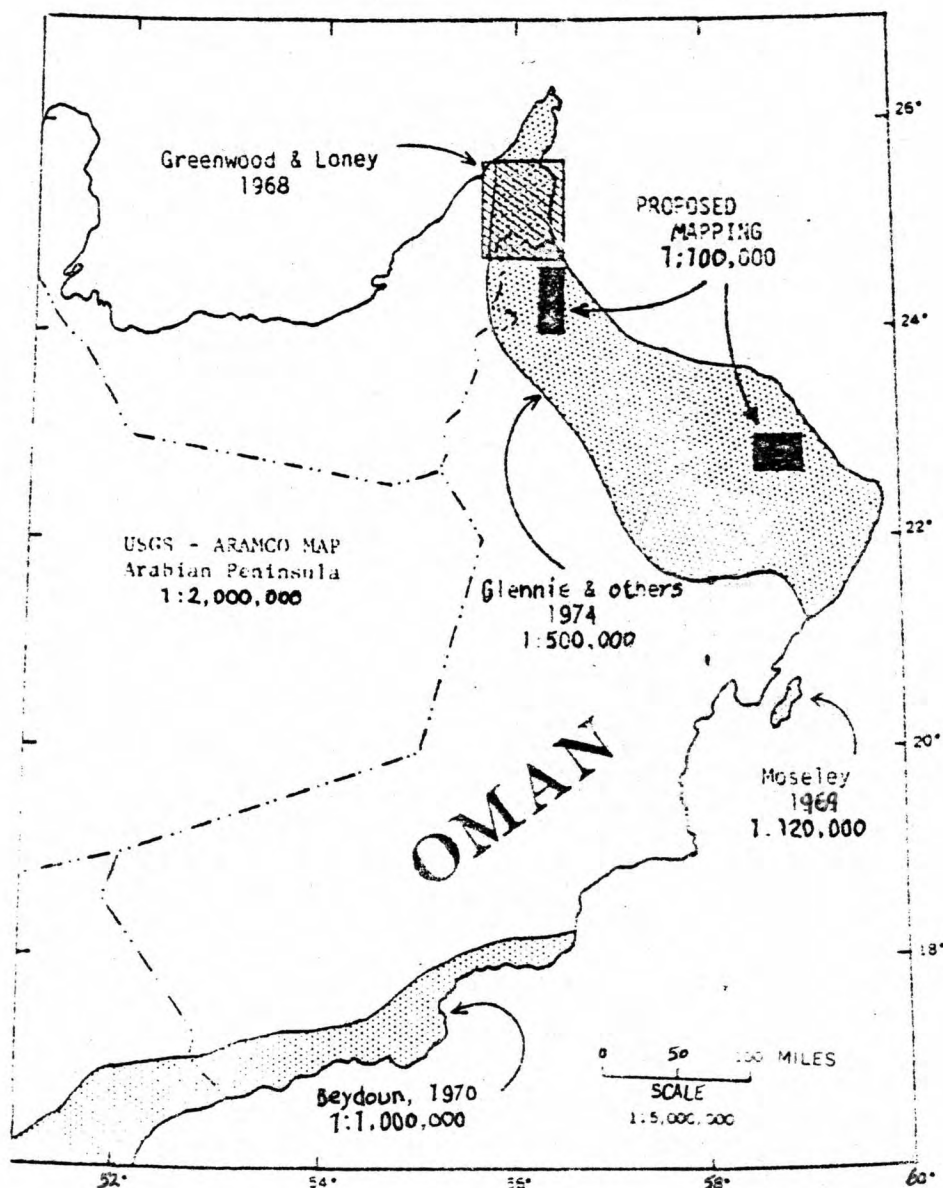 26°
Greenwood & Loney
1968
PROPOSED
MAPPING
1:100,000
24°
USGS - ARAMCO MAP
Arabian Peninsula
1:2,000,000
22°
Glennie & others
1974
1:500,000
OMAN
20°
Moseley
1969
1.120,000
18°
0 50 100 MILES
SCALE
1:5,000,000
Beydoun, 1970
1:1,000,000
52° 54° 56° 58° 60°